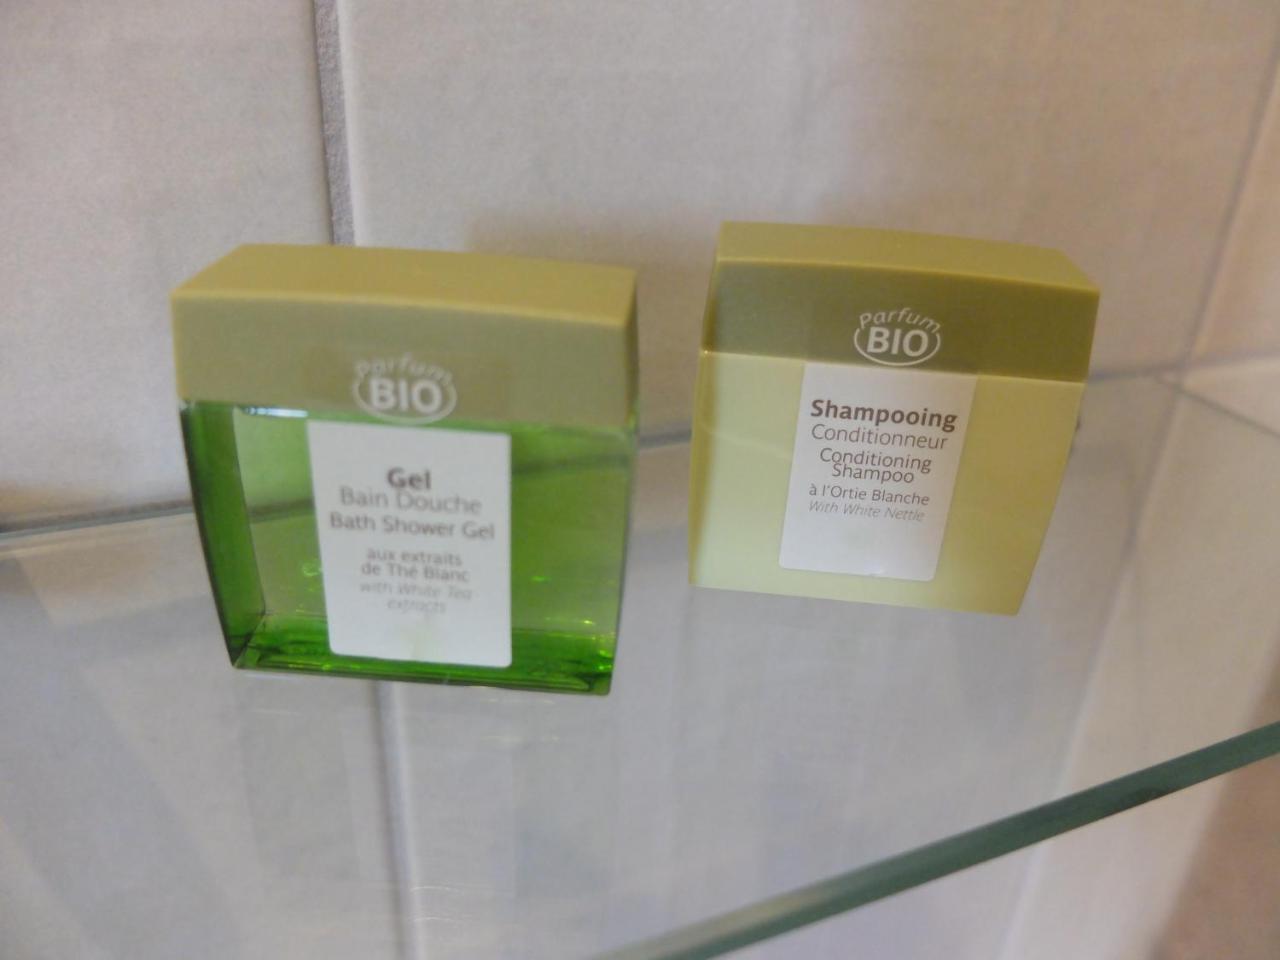 Parfum
BIO
Gel
Bain Douche
Bath Shower Gel
aux extraits
de Thé Blanc
with White Tea
extracts
Parfum
BIO
Shampooing
Conditionneur
Conditioning
Shampoo
à l'Ortie Blanche
With White Nettle